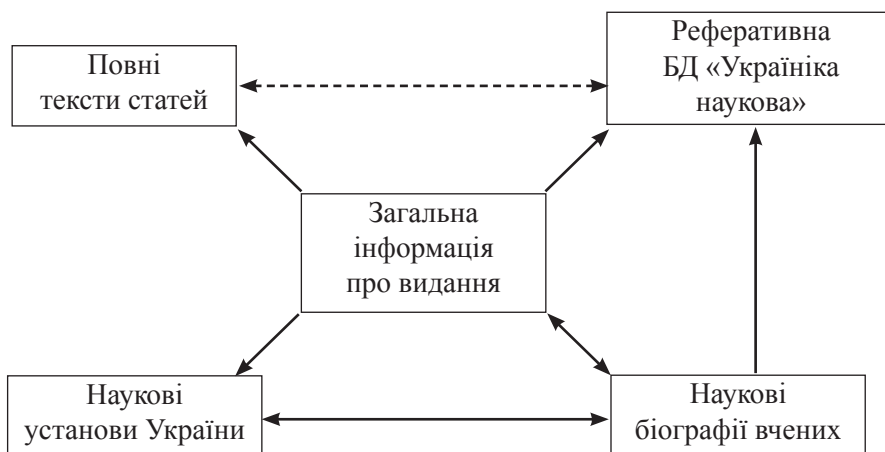 Повні
тексти статей
Реферативна
БД «Україніка
наукова»
Загальна
інформація
про видання
Наукові
установи України
Наукові
біографії вчених